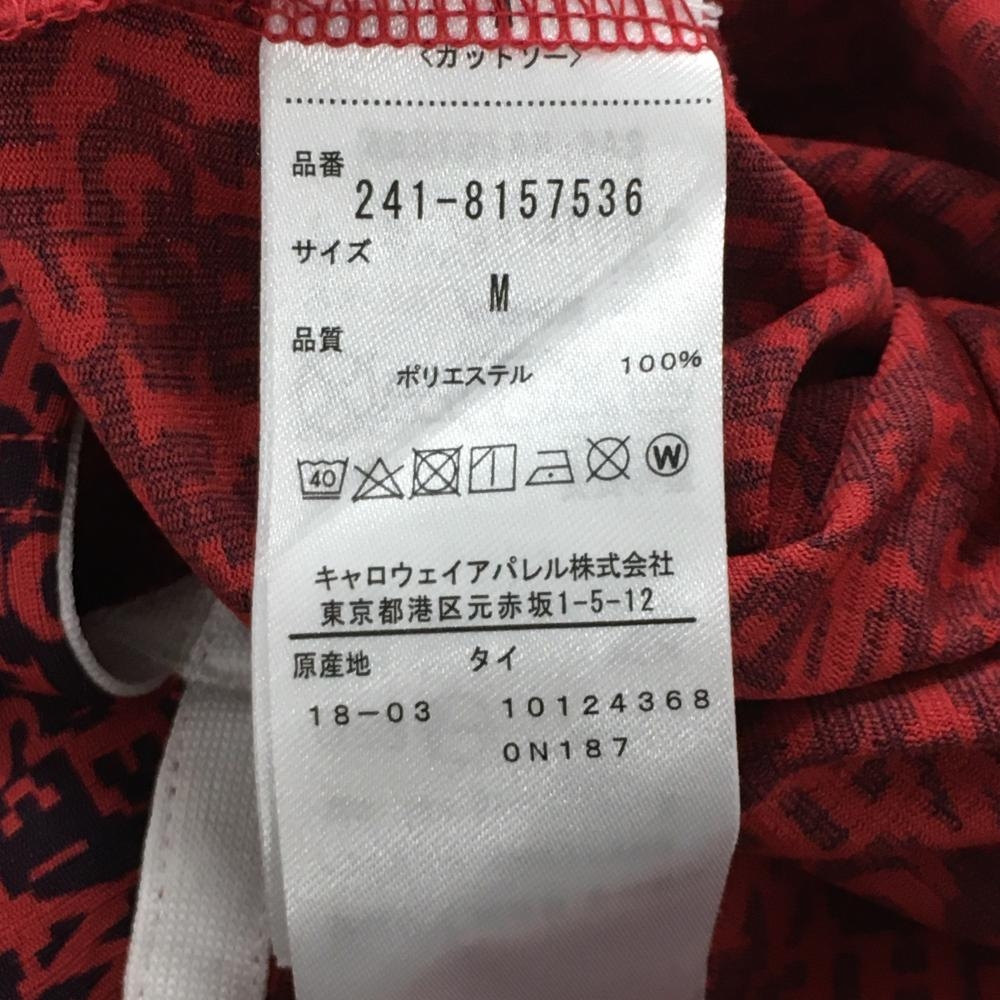 <カットソー>
品番
241-8157536
サイズ
M
品質
ポリエステル 100%
40 W
キャロウェイアパレル株式会社
東京都港区元赤坂1-5-12
原産地 タイ
18-03 10124368
0N187